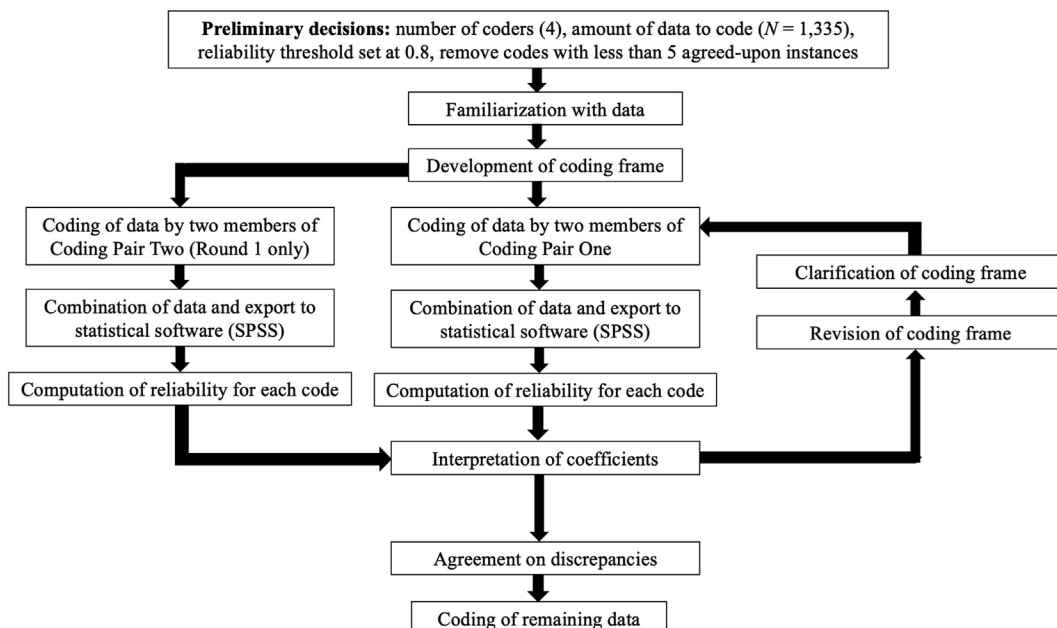 Preliminary decisions: number of coders (4), amount of data to code (N = 1,335),
reliability threshold set at 0.8, remove codes with less than 5 agreed-upon instances
Familiarization with data
Development of coding frame
Coding of data by two members of
Coding Pair Two (Round 1 only)
Coding of data by two members of
Coding Pair One
Clarification of coding frame
Combination of data and export to
statistical software (SPSS)
Combination of data and export to
statistical software (SPSS)
Revision of coding frame
Computation of reliability for each code
Computation of reliability for each code
Interpretation of coefficients
Agreement on discrepancies
Coding of remaining data